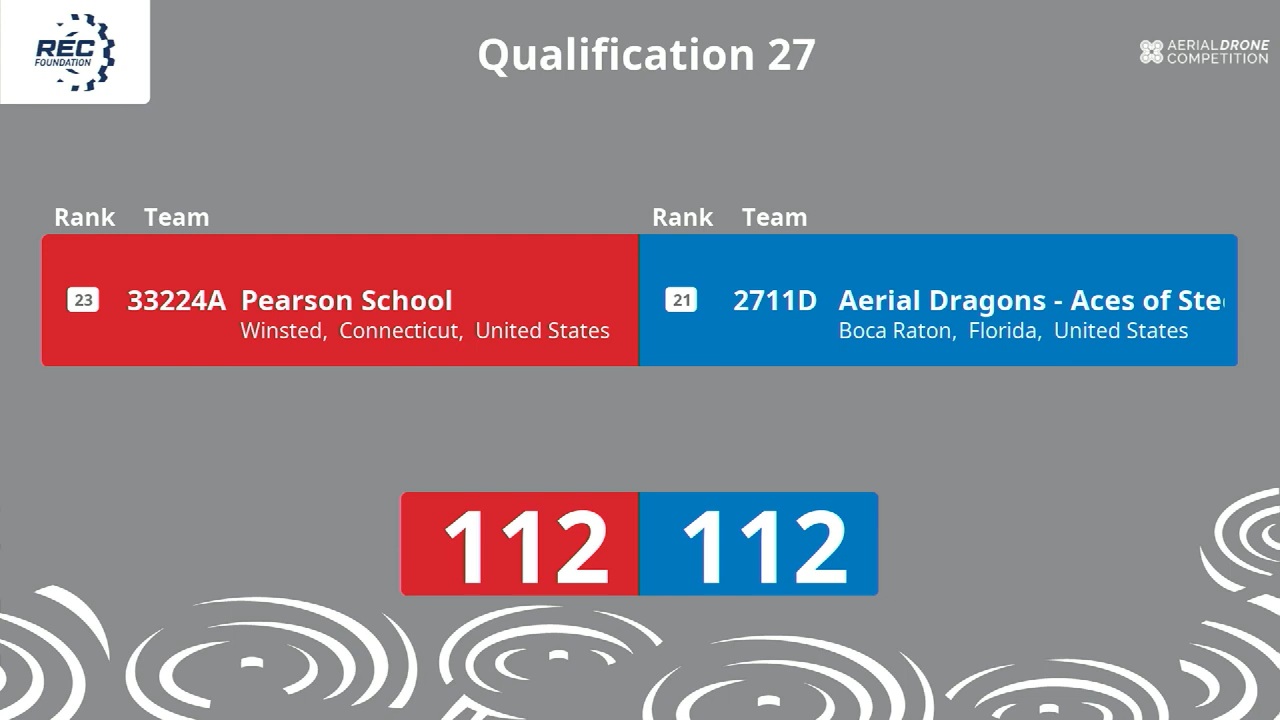 REC
FOUNDATION
Qualification 27
AERIALDRONE
COMPETITION
Rank Team
Rank Team
23 33224A Pearson School
Winsted, Connecticut, United States
21 2711D Aerial Dragons - Aces of
Boca Raton, Florida, United States
112 112